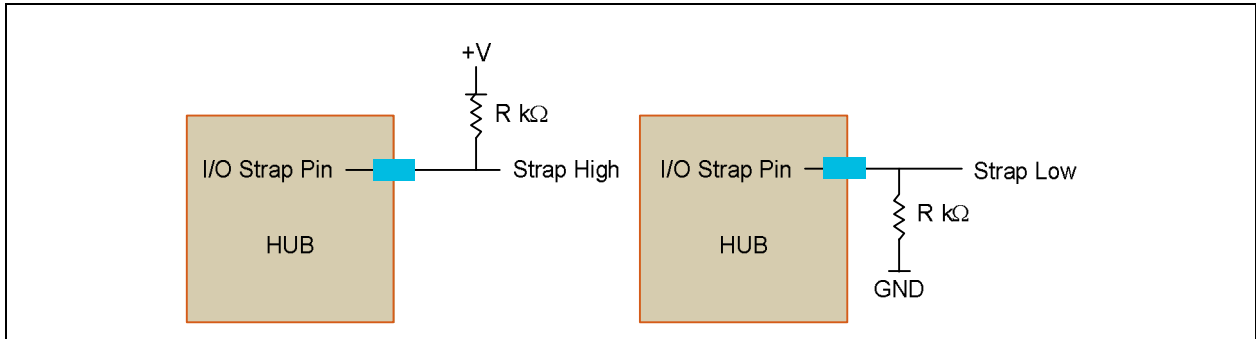 +V
R kΩ
I/O Strap Pin
Strap High
HUB
I/O Strap Pin
Strap Low
R kΩ
HUB
GND